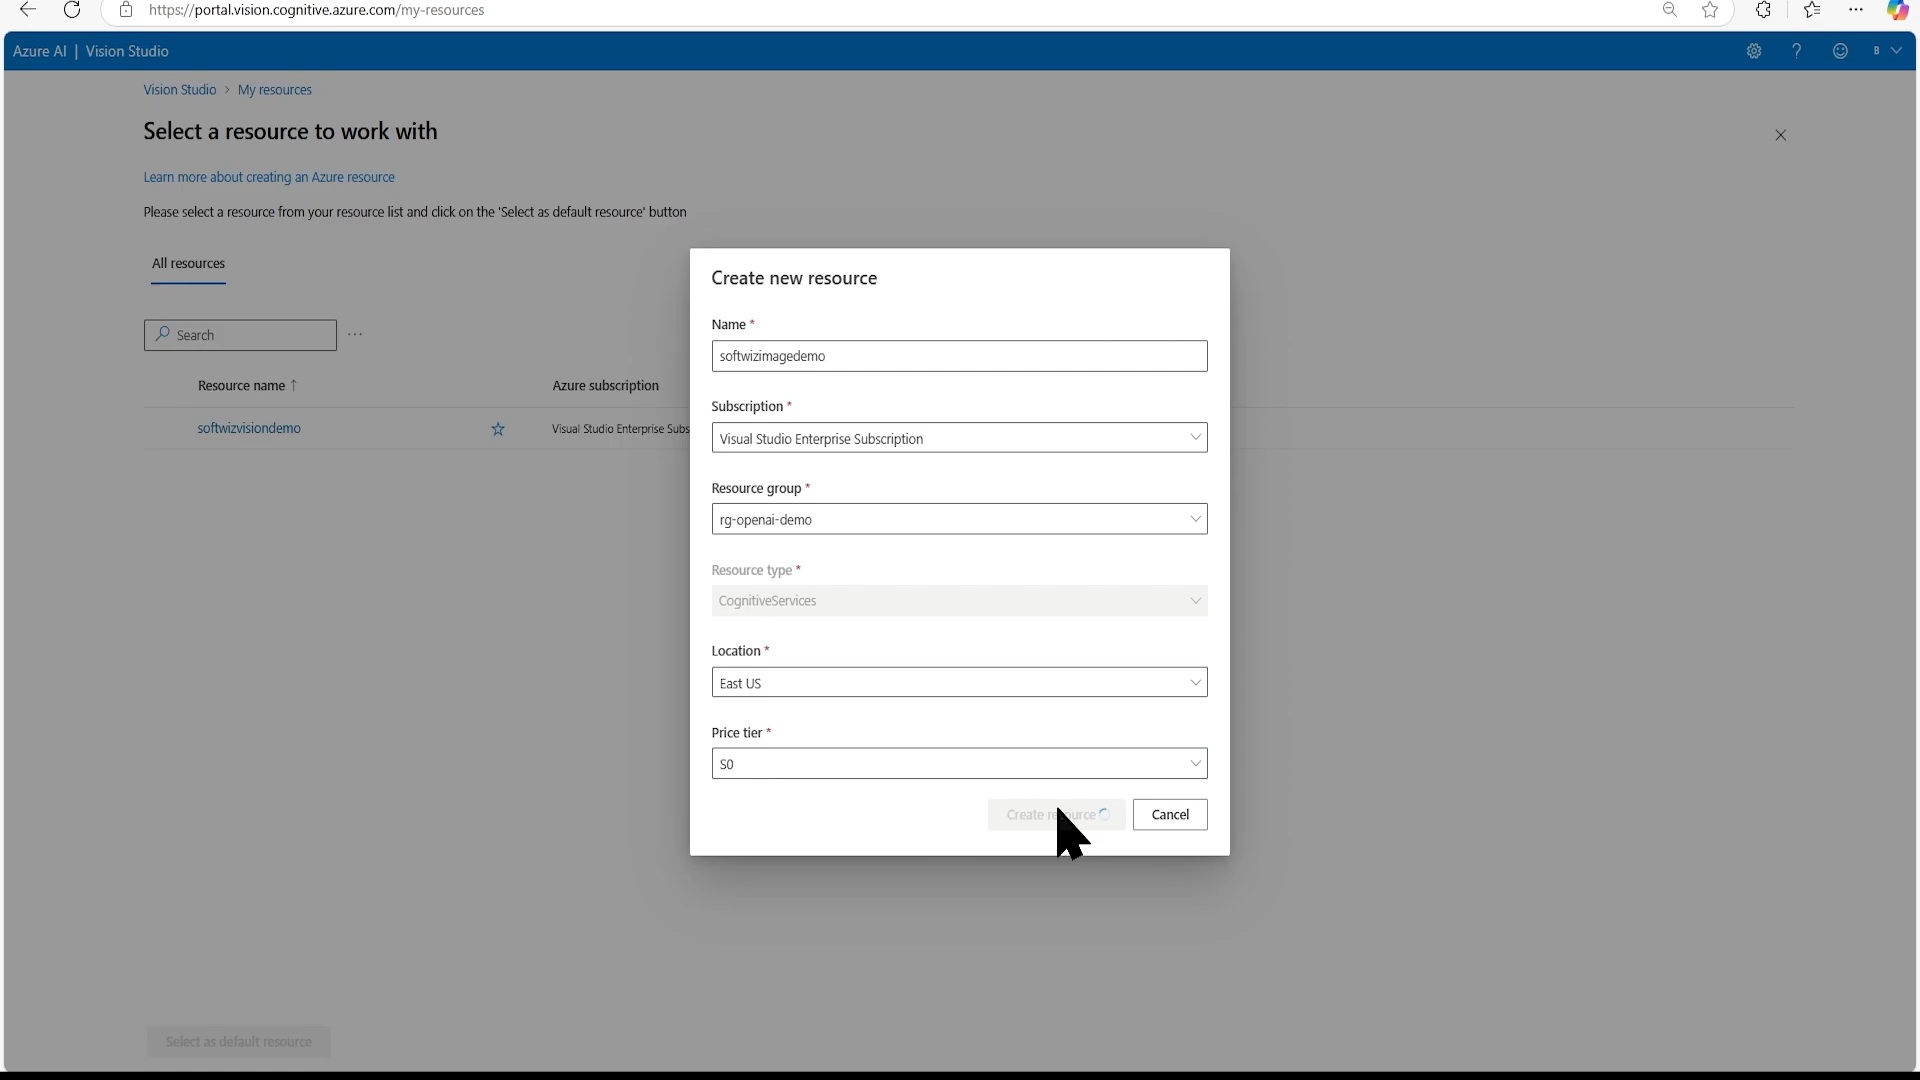 https://portal.vision.cognitive.azure.com/my-resources
Azure AI | Vision Studio
B
Vision Studio > My resources
Select a resource to work with
Learn more about creating an Azure resource
Please select a resource from your resource list and click on the 'Select as default resource' button
All resources
Search
Resource name ↑ Azure subscription
softwizvisiondemo Visual Studio Enterprise Subs
Create new resource
Name *
softwizimagedemo
Subscription *
Visual Studio Enterprise Subscription
Resource group *
rg-openai-demo
Resource type *
CognitiveServices
Location *
East US
Price tier *
S0
Create resource Cancel
Select as default resource